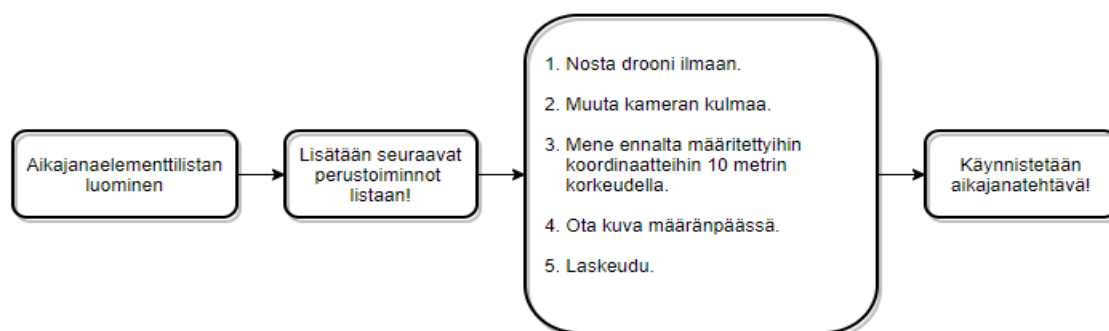 Aikajanaelementtilistan
luominen
Lisätään seuraavat
perustoiminnot
listaan!
1. Nosta drooni ilmaan.
2. Muuta kameran kulmaa.
3. Mene ennalta määritettyihin
koordinaatteihin 10 metrin
korkeudella.
4. Ota kuva määränpäässä.
5. Laskeudu.
Käynnistetään
aikajanatehtävä!